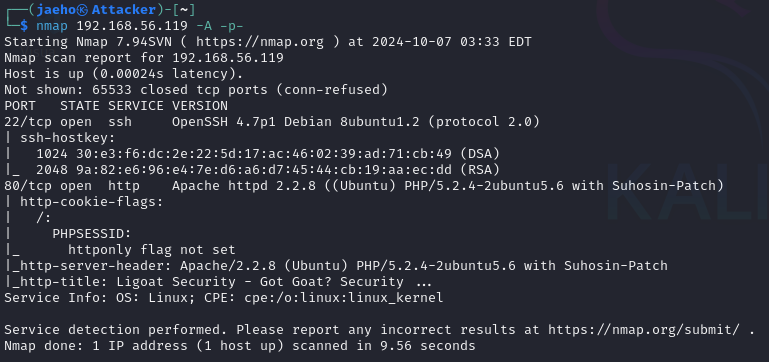 ┌──(jaeho㉿Attacker)-[~]
└─$ nmap 192.168.56.119 -A -p-
Starting Nmap 7.94SVN ( https://nmap.org ) at 2024-10-07 03:33 EDT
Nmap scan report for 192.168.56.119
Host is up (0.00024s latency).
Not shown: 65533 closed tcp ports (conn-refused)
PORT   STATE SERVICE VERSION
22/tcp open  ssh     OpenSSH 4.7p1 Debian 8ubuntu1.2 (protocol 2.0)
| ssh-hostkey:
|   1024 30:e3:f6:dc:2e:22:5d:17:ac:46:02:39:ad:71:cb:49 (DSA)
|_  2048 9a:82:e6:96:e4:7e:d6:a6:d7:45:44:cb:19:aa:ec:dd (RSA)
80/tcp open  http    Apache httpd 2.2.8 ((Ubuntu) PHP/5.2.4-2ubuntu5.6 with Suhosin-Patch)
| http-cookie-flags:
|   /:
|     PHPSESSID:
|_      httponly flag not set
|_http-server-header: Apache/2.2.8 (Ubuntu) PHP/5.2.4-2ubuntu5.6 with Suhosin-Patch
|_http-title: Ligoat Security - Got Goat? Security ...
Service Info: OS: Linux; CPE: cpe:/o:linux:linux_kernel

Service detection performed. Please report any incorrect results at https://nmap.org/submit/ .
Nmap done: 1 IP address (1 host up) scanned in 9.56 seconds
KALI